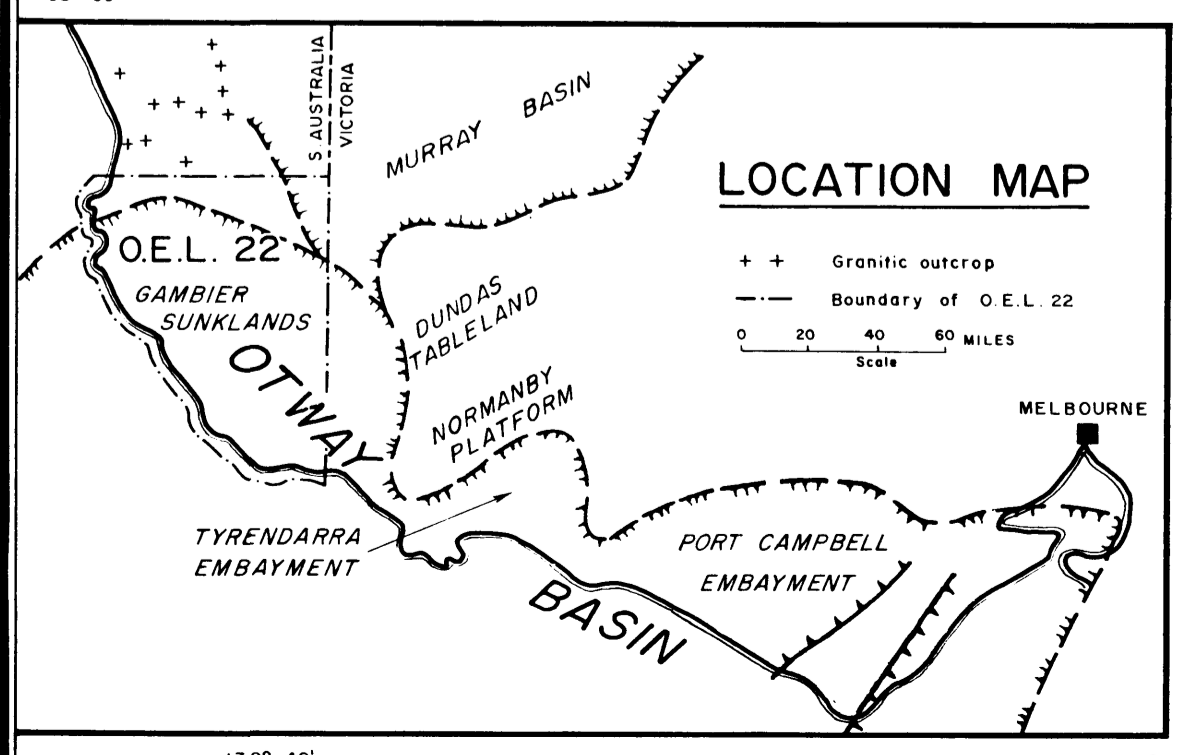 S. AUSTRALIA
VICTORIA
MURRAY BASIN
LOCATION MAP
+ + Granitic outcrop
Boundary of O.E.L. 22
0 20 40 60 MILES
Scale
O.E.L. 22
GAMBIER
SUNKLANDS
DUNDAS
TABLELAND
NORMANBY
PLATFORM
OTWAY
BASIN
MELBOURNE
TYRENDARRA
EMBAYMENT
PORT CAMPBELL
EMBAYMENT